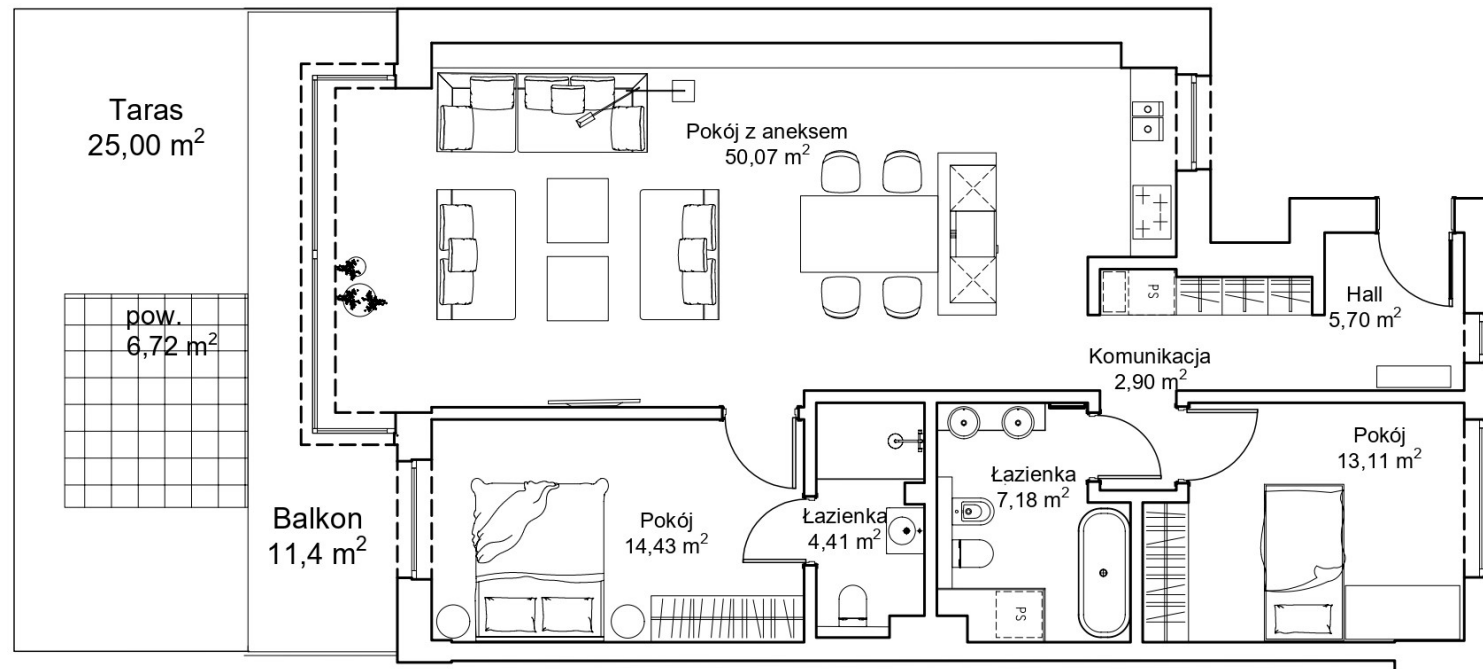 Taras
25,00 m²
Pokój z aneksem
50,07 m²
PS
Hall
5,70 m²
pow.
6,72 m²
Komunikacja
2,90 m²
Pokój
13,11 m²
Łazienka
7,18 m²
Balkon
11,4 m²
Pokój
14,43 m²
Łazienka
4,41 m²
PS